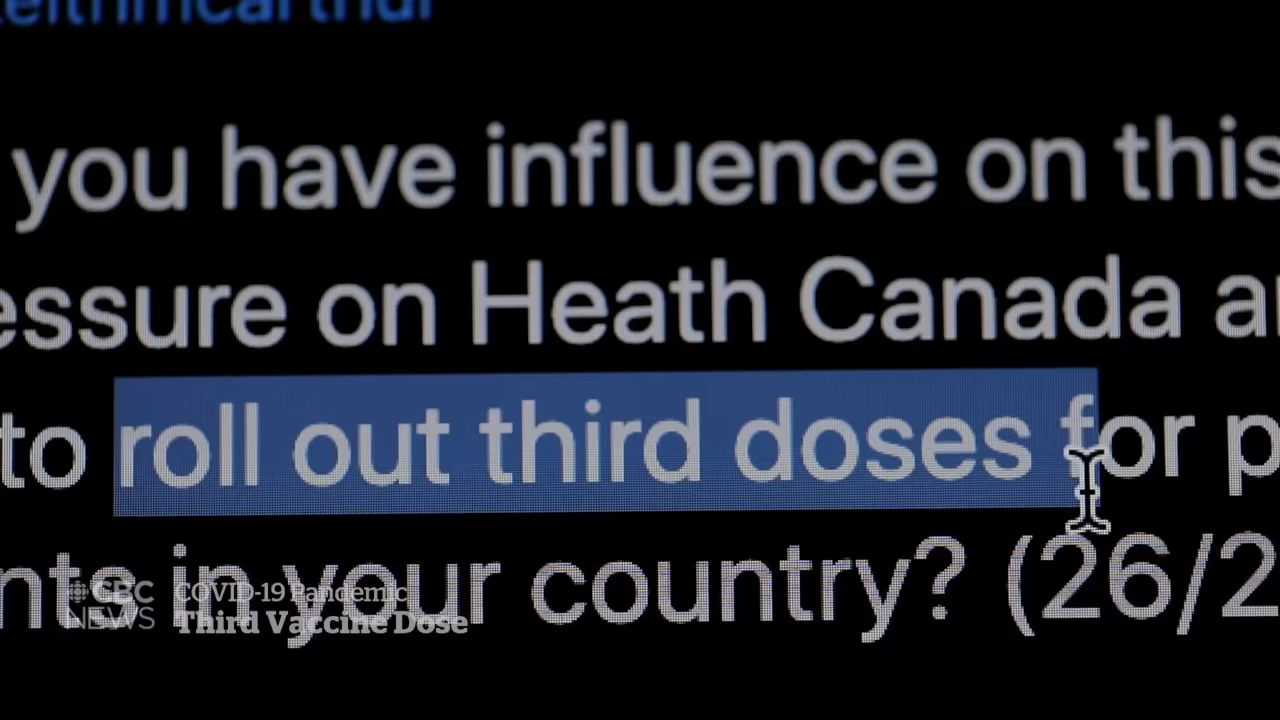 you have influence on this
essure on Heath Canada a
to roll out third doses for p
nts in your country? (26/2
CBC
NEWS
COVID-19 Pandemic
Third Vaccine Dose